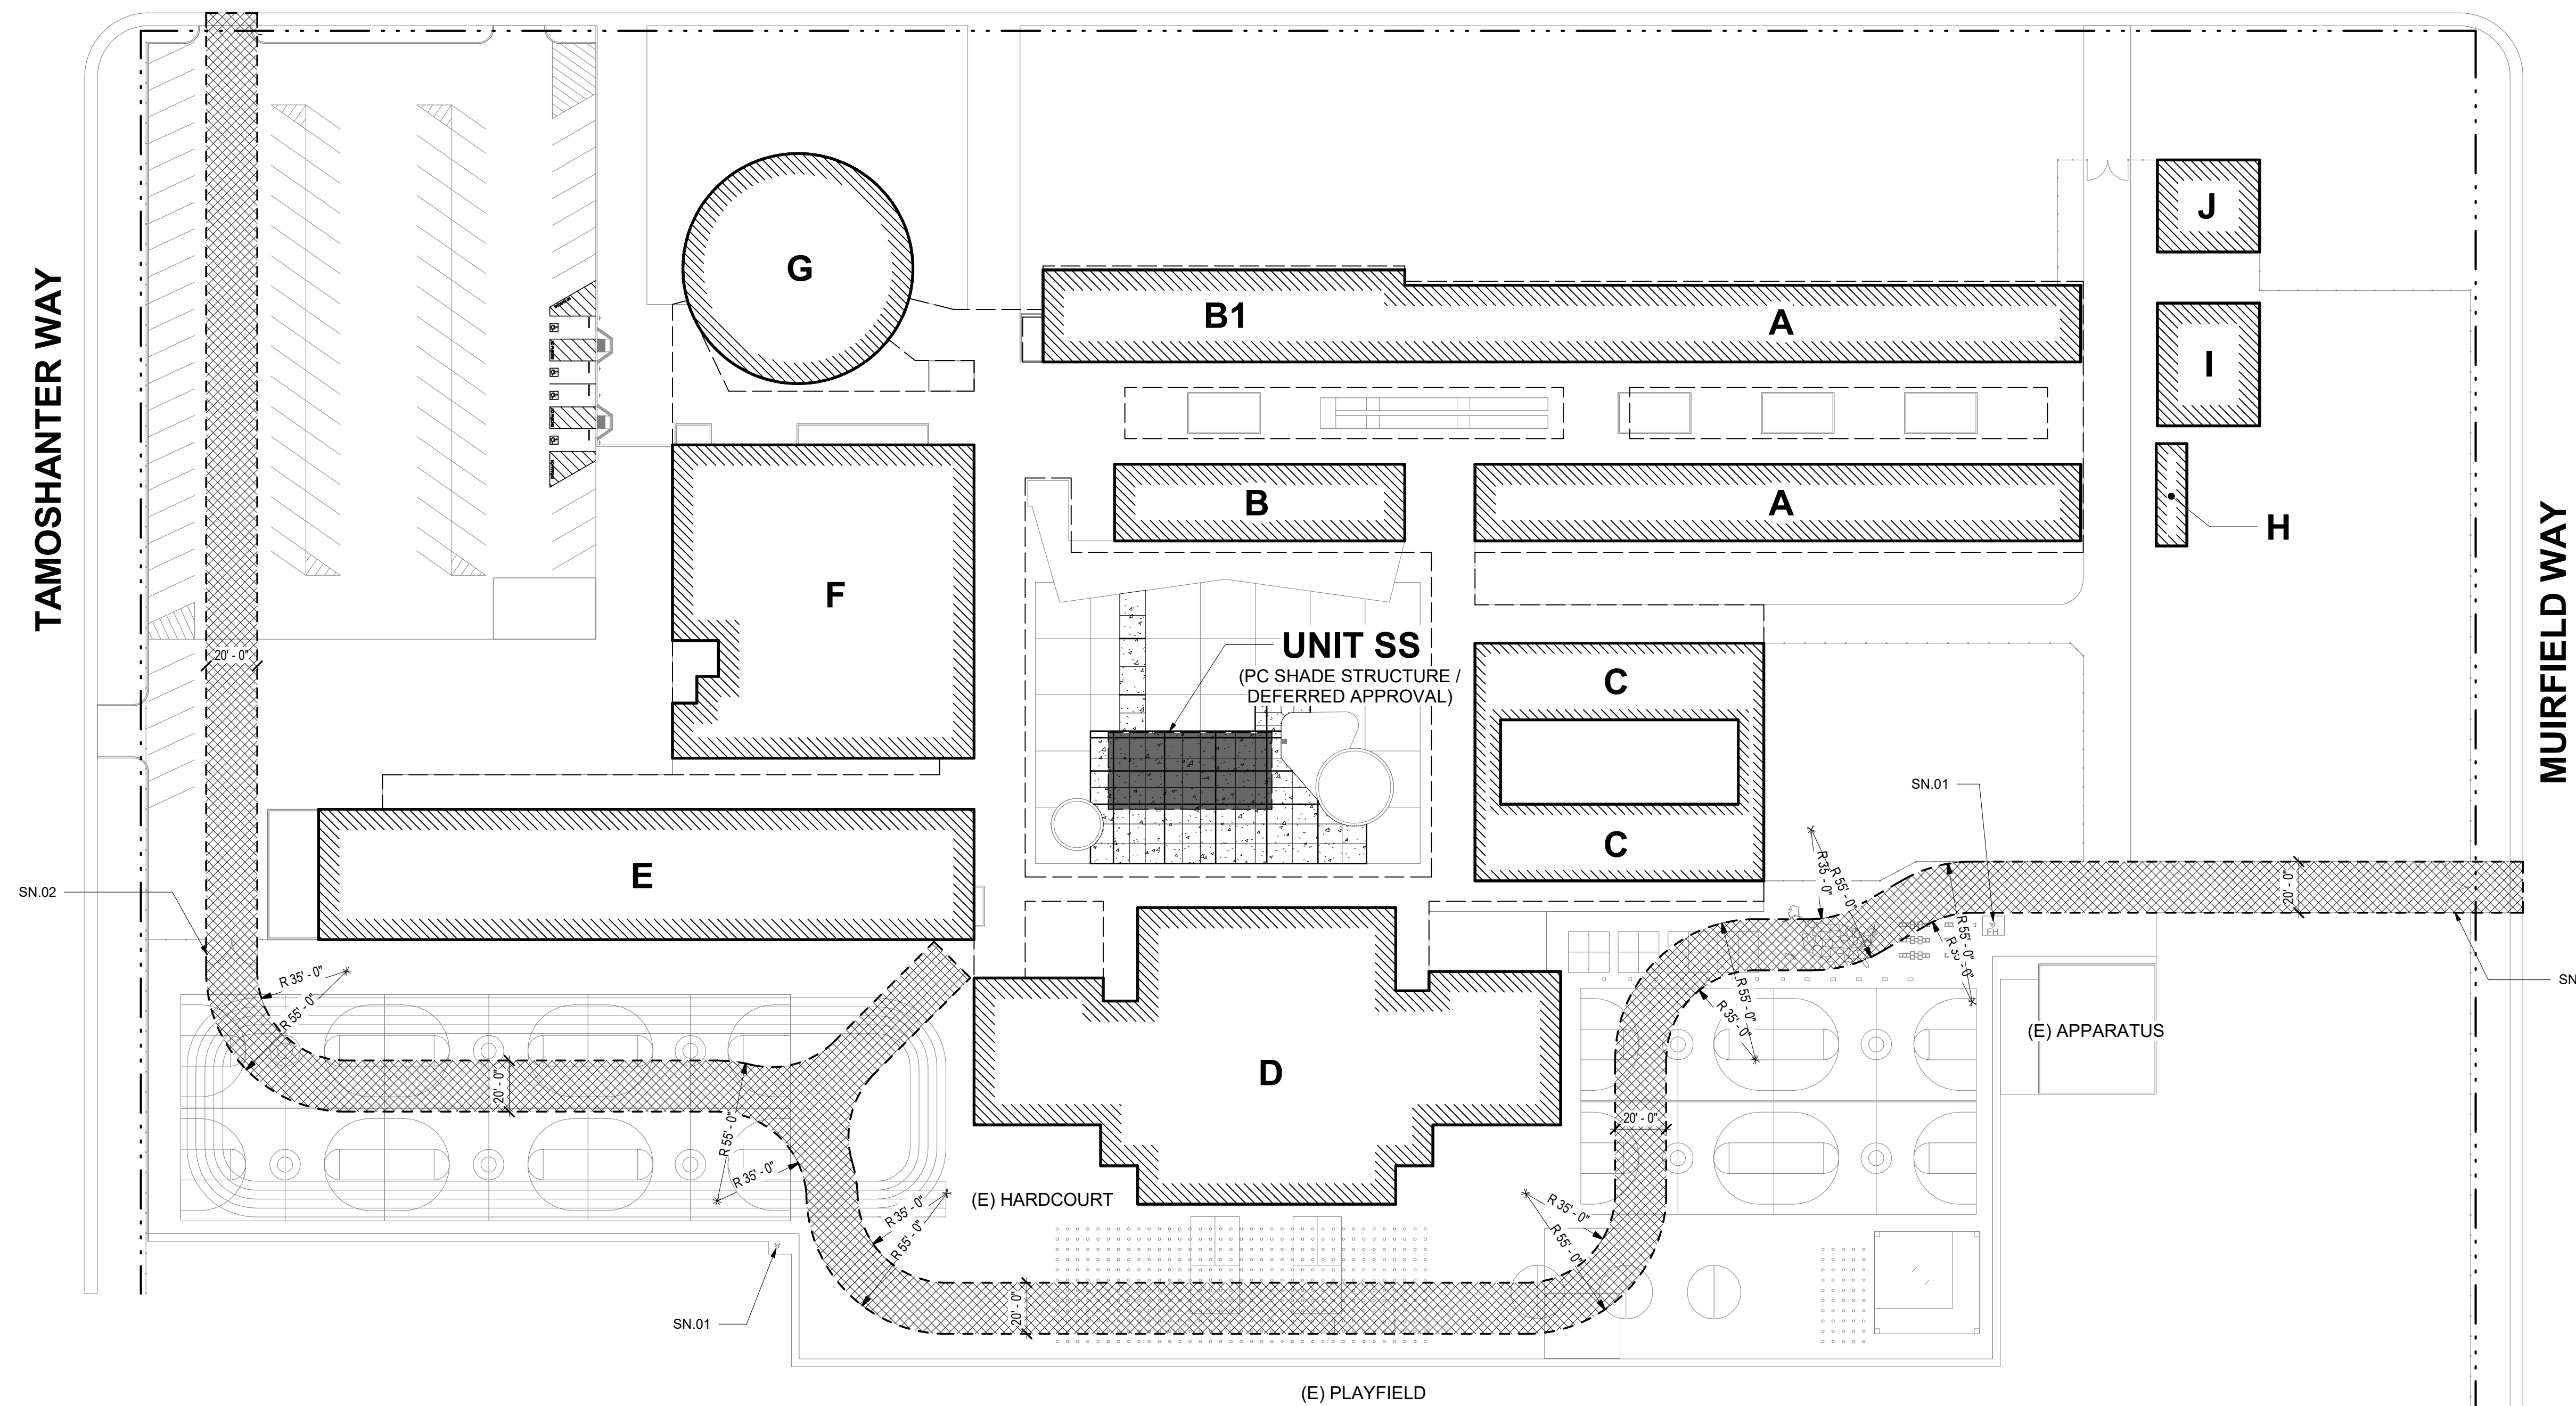 G
J
B1
A
I
TAMOSHANTER WAY
B
A
H
F
MUIRFIELD WAY
UNIT SS
(PC SHADE STRUCTURE /
DEFERRED APPROVAL)
20' - 0"
C
SN.01
C
E
SN.02
R 35' - 0"
R 55' - 0"
20' - 0"
FH
R 55' - 0"
SN
R 35' - 0"
R 55' - 0"
R 55' - 0"
R 35' - 0"
(E) APPARATUS
D
20' - 0"
20' - 0"
R 55' - 0"
R 35' - 0"
(E) HARDCOURT
R 35' - 0"
R 55' - 0"
R 35' - 0"
R 55' - 0"
20' - 0"
SN.01
(E) PLAYFIELD